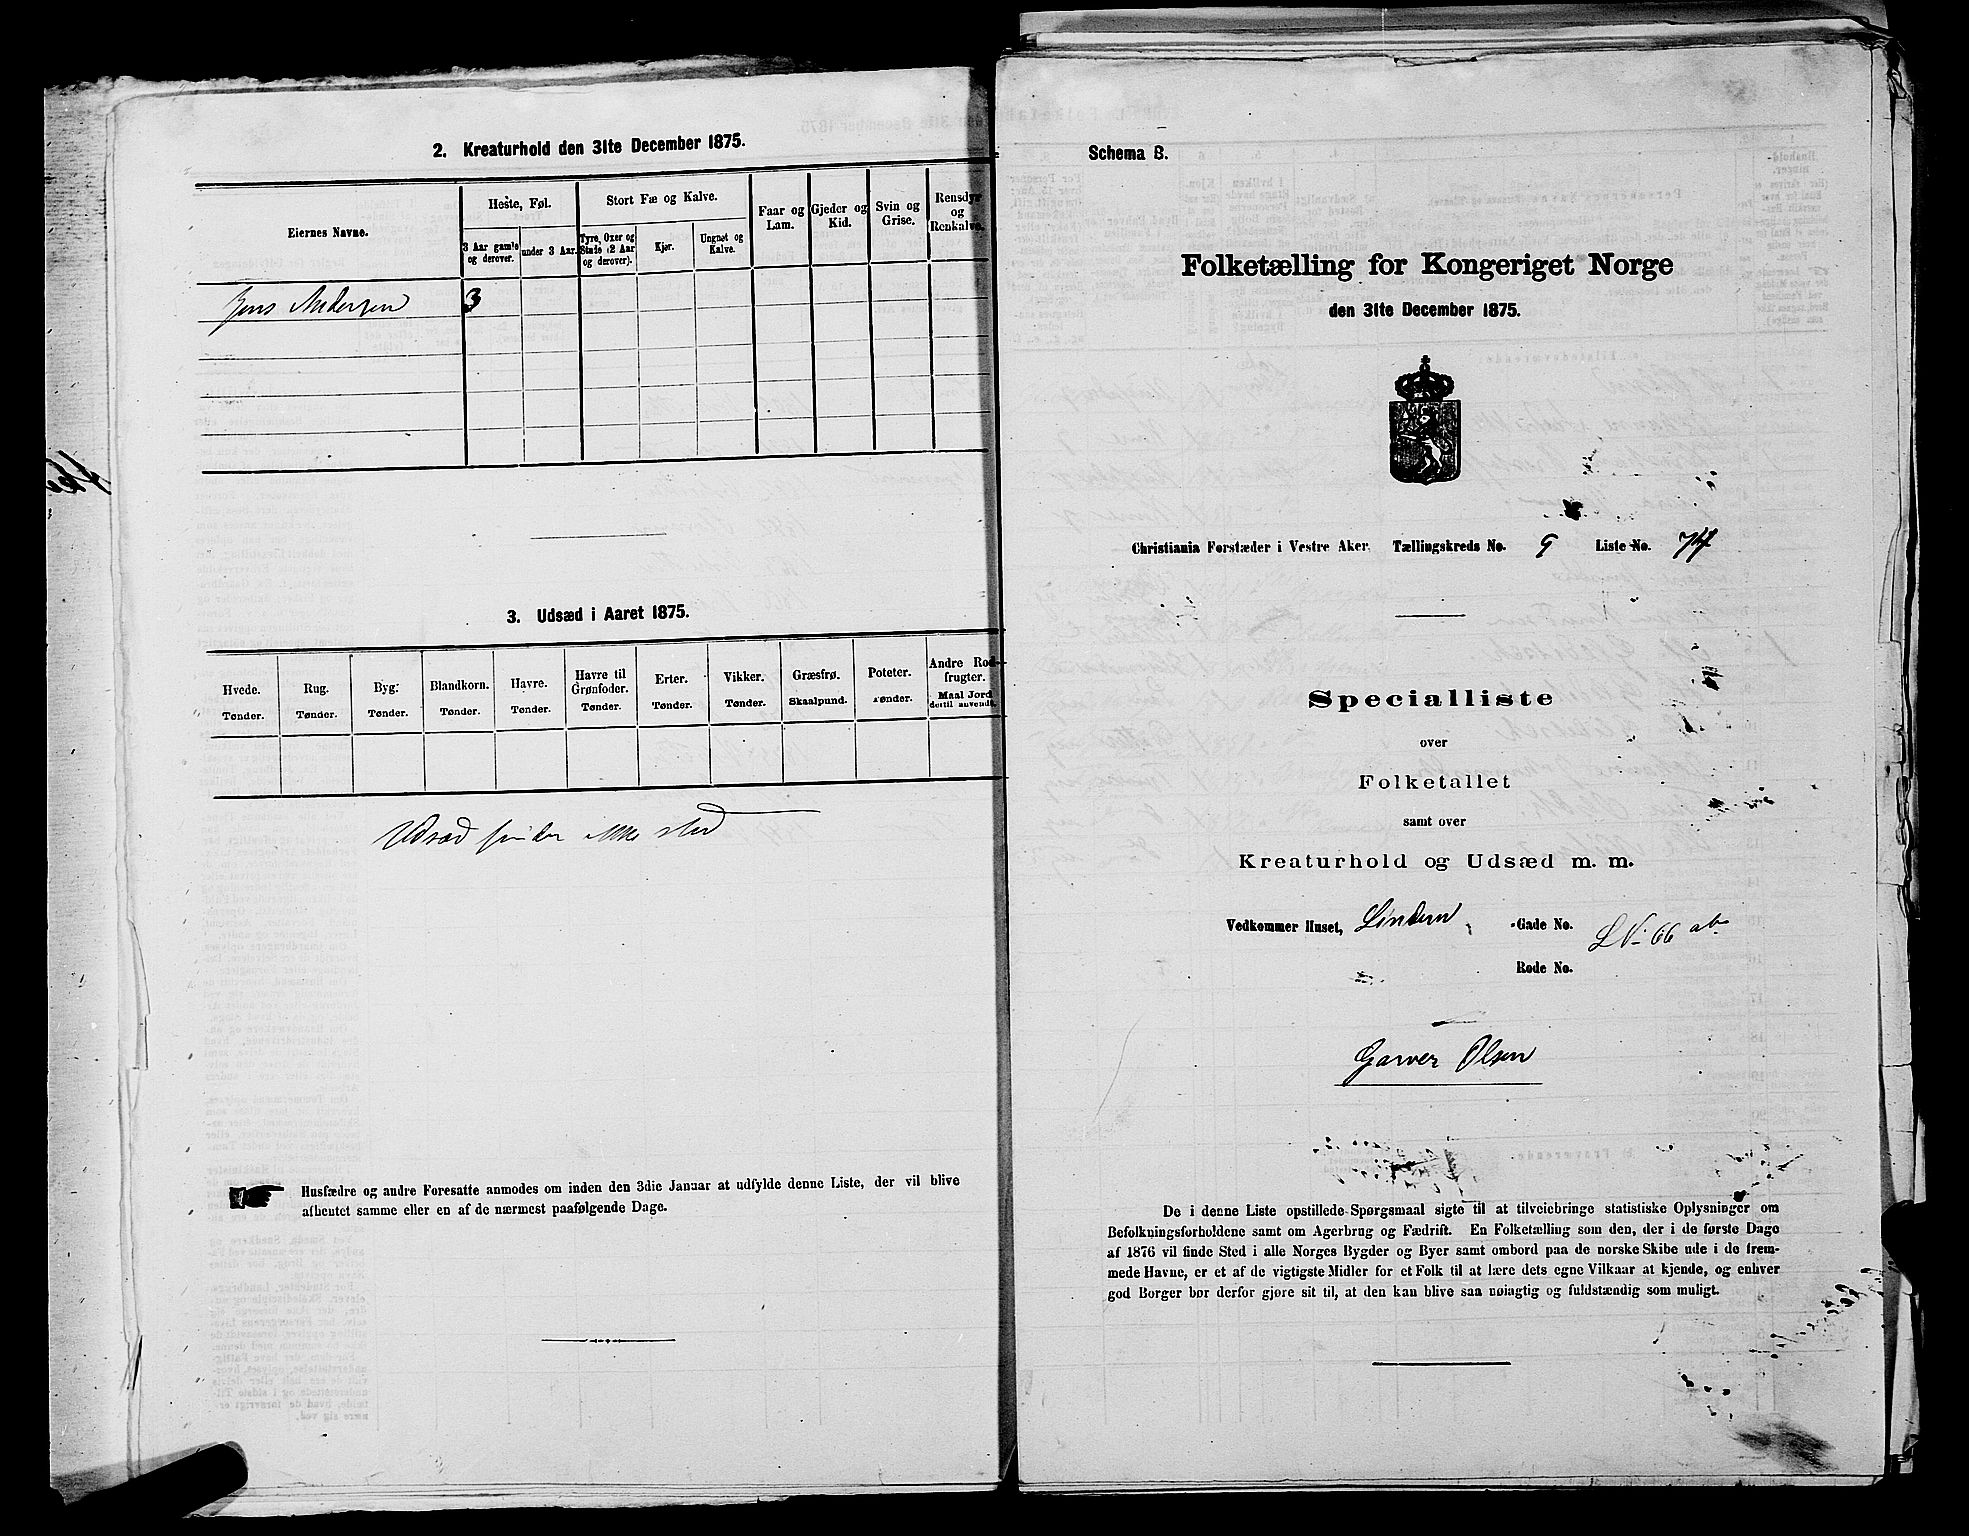 2. Kreaturhold den 31te December 1875.
Eiernes Navne.
Heste, Føl.
Stort Fæ og Kalve.
Faar og Lam.
Gjeder og Kid.
Svin og Grise.
Rensdyr og Renkalve.
3 Aar gamle og derover.
under 3 Aar.
Tyre, Oxer og Stude (2 Aar og derover).
Kjør.
Ungnøt og Kalve.
Jens Andersen 3
3. Udsæd i Aaret 1875.
Hvede. Tønder.
Rug. Tønder.
Byg. Tønder.
Blandkorn. Tønder.
Havre. Tønder.
Havre til Grønfoder. Tønder.
Erter. Tønder.
Vikker. Tønder.
Græsfrø. Skaalpund.
Poteter. Tønder.
Andre Rodfrugter. Maal Jord dertil anvendt.
Udsæd finder ikke sted
Husfædre og andre Foresatte anmodes om inden den 3die Januar at udfylde denne Liste, der vil blive
afhentet samme eller en af de nærmest paafølgende Dage.
Schema B.
Folketælling for Kongeriget Norge
den 31te December 1875.
Christiania Forstæder i Vestre Aker. Tællingskreds No. 9 Liste No. 74
Specialliste
over
Folketallet
samt over
Kreaturhold og Udsæd m. m.
Vedkommer Huset, Lindern Gade No. LNo 66 ab
Rode No.
Garver Olsen
De i denne Liste opstillede Spørgsmaal sigte til at tilveiebringe statistiske Oplysninger om
Befolkningsforholdene samt om Agerbrug og Fædrift. En Folketælling som den, der i de første Dage
af 1876 vil finde Sted i alle Norges Bygder og Byer samt ombord paa de norske Skibe ude i de frem-
mede Havne, er et af de vigtigste Midler for et Folk til at lære dets egne Vilkaar at kjende, og enhver
god Borger bør derfor gjøre sit til, at den kan blive saa nøiagtig og fuldstændig som muligt.